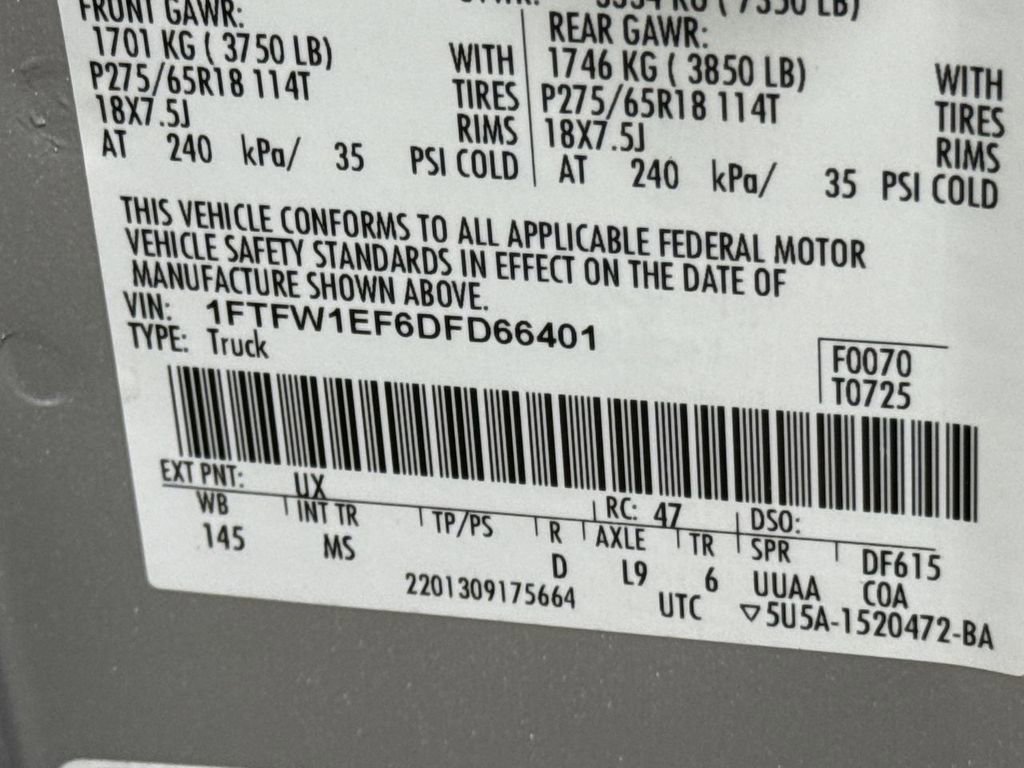 FRONT GAWR:
1701 KG ( 3750 LB) WITH
P275/65R18 114T TIRES
18X7.5J RIMS
AT 240 kPa/ 35 PSI COLD
( 7350 LB)
REAR GAWR:
1746 KG ( 3850 LB) WITH
P275/65R18 114T TIRES
18X7.5J RIMS
AT 240 kPa/ 35 PSI COLD
THIS VEHICLE CONFORMS TO ALL APPLICABLE FEDERAL MOTOR
VEHICLE SAFETY STANDARDS IN EFFECT ON THE DATE OF
MANUFACTURE SHOWN ABOVE.
VIN: 1FTFW1EF6DFD66401
TYPE: Truck
F0070
T0725
EXT PNT: UX RC: 47 DSO:
WB INT TR TP/PS R AXLE TR SPR DF615
145 MS D L9 6 UUAA COA
2201309175664 UTC ▽5U5A-1520472-BA